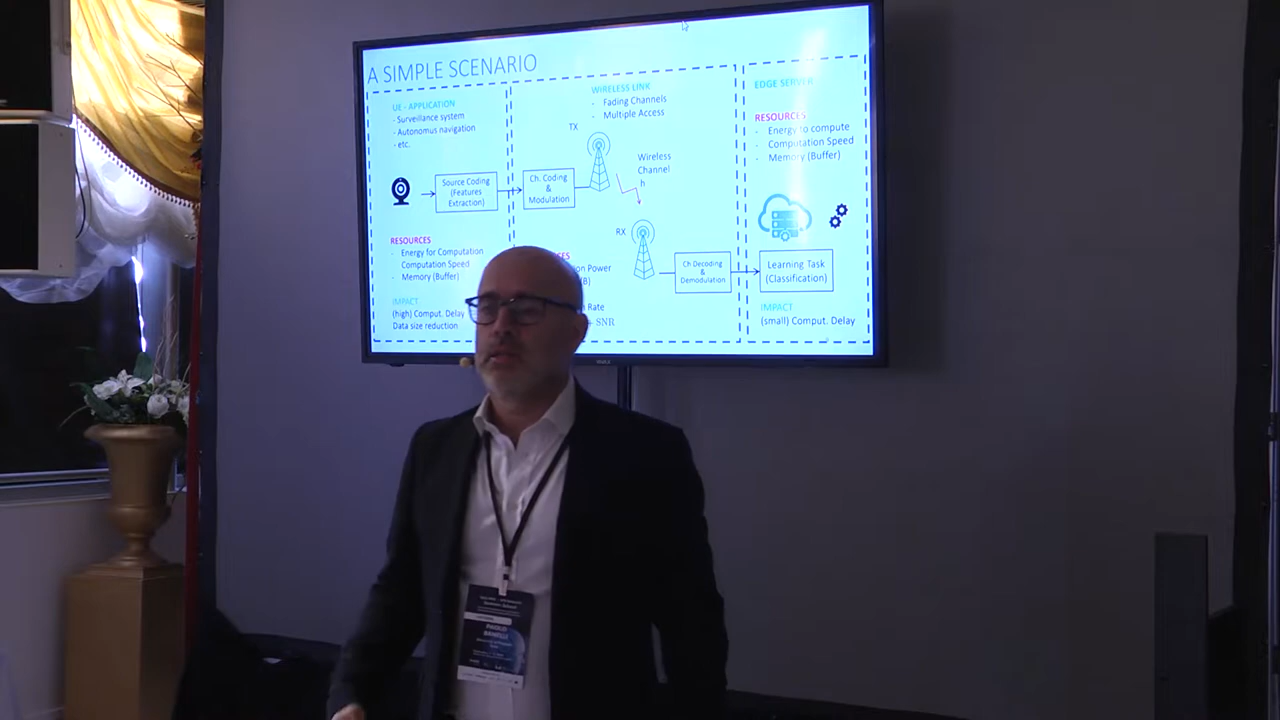 A SIMPLE SCENARIO
UE - APPLICATION
- Surveillance system
- Autonomus navigation
- etc.
Source Coding
(Features
Extraction)
RESOURCES
- Energy for Computation
Computation Speed
- Memory (Buffer)
IMPACT
(high) Comput. Delay
Data size reduction
WIRELESS LINK
- Fading Channels
- Multiple Access
TX
Ch. Coding
&
Modulation
Wireless
Channel
h
RX
Ch Decoding
&
Demodulation
Power
Rate
+ SNR
EDGE SERVER
RESOURCES
- Energy to compute
- Computation Speed
- Memory (Buffer)
Learning Task
(Classification)
IMPACT
(small) Comput. Delay
PAOLO
BANELLI